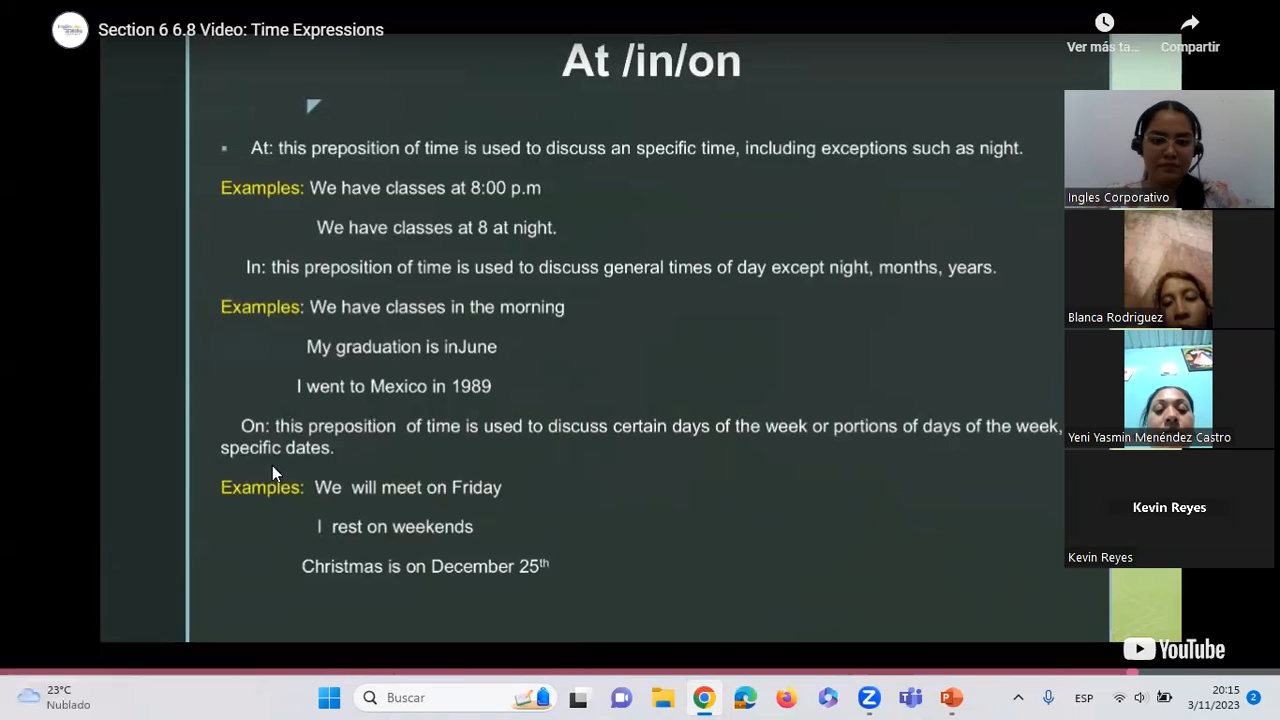 Section 6 6.8 Video: Time Expressions
Ver más ta...
Compartir
At /in/on
▪ At: this preposition of time is used to discuss an specific time, including exceptions such as night.
Examples: We have classes at 8:00 p.m
We have classes at 8 at night.
In: this preposition of time is used to discuss general times of day except night, months, years.
Examples: We have classes in the morning
My graduation is inJune
I went to Mexico in 1989
On: this preposition of time is used to discuss certain days of the week or portions of days of the week,
specific dates.
Examples: We will meet on Friday
I rest on weekends
Christmas is on December 25th
Ingles Corporativo
Blanca Rodriguez
Yeni Yasmin Menéndez Castro
Kevin Reyes
Kevin Reyes
YouTube
23°C
Nublado
Buscar
ESP
20:15
3/11/2023
2